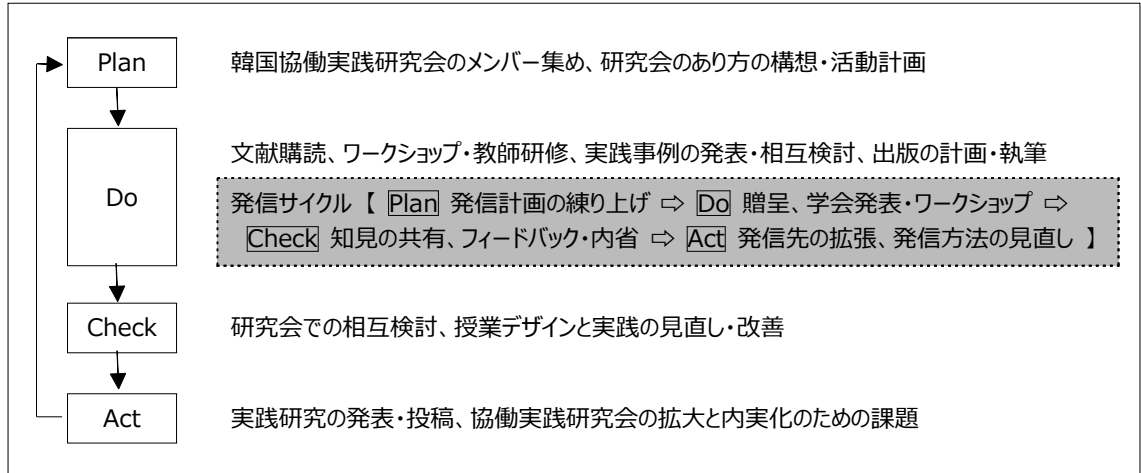 Plan 韓国協働実践研究会のメンバー集め、研究会のあり方の構想・活動計画
文献購読、ワークショップ・教師研修、実践事例の発表・相互検討、出版の計画・執筆
Do
発信サイクル【 Plan 発信計画の練り上げ ⇨ Do 贈呈、学会発表・ワークショップ ⇨
Check 知見の共有、フィードバック・内省 ⇨ Act 発信先の拡張、発信方法の見直し 】
Check 研究会での相互検討、授業デザインと実践の見直し・改善
Act 実践研究の発表・投稿、協働実践研究会の拡大と内実化のための課題